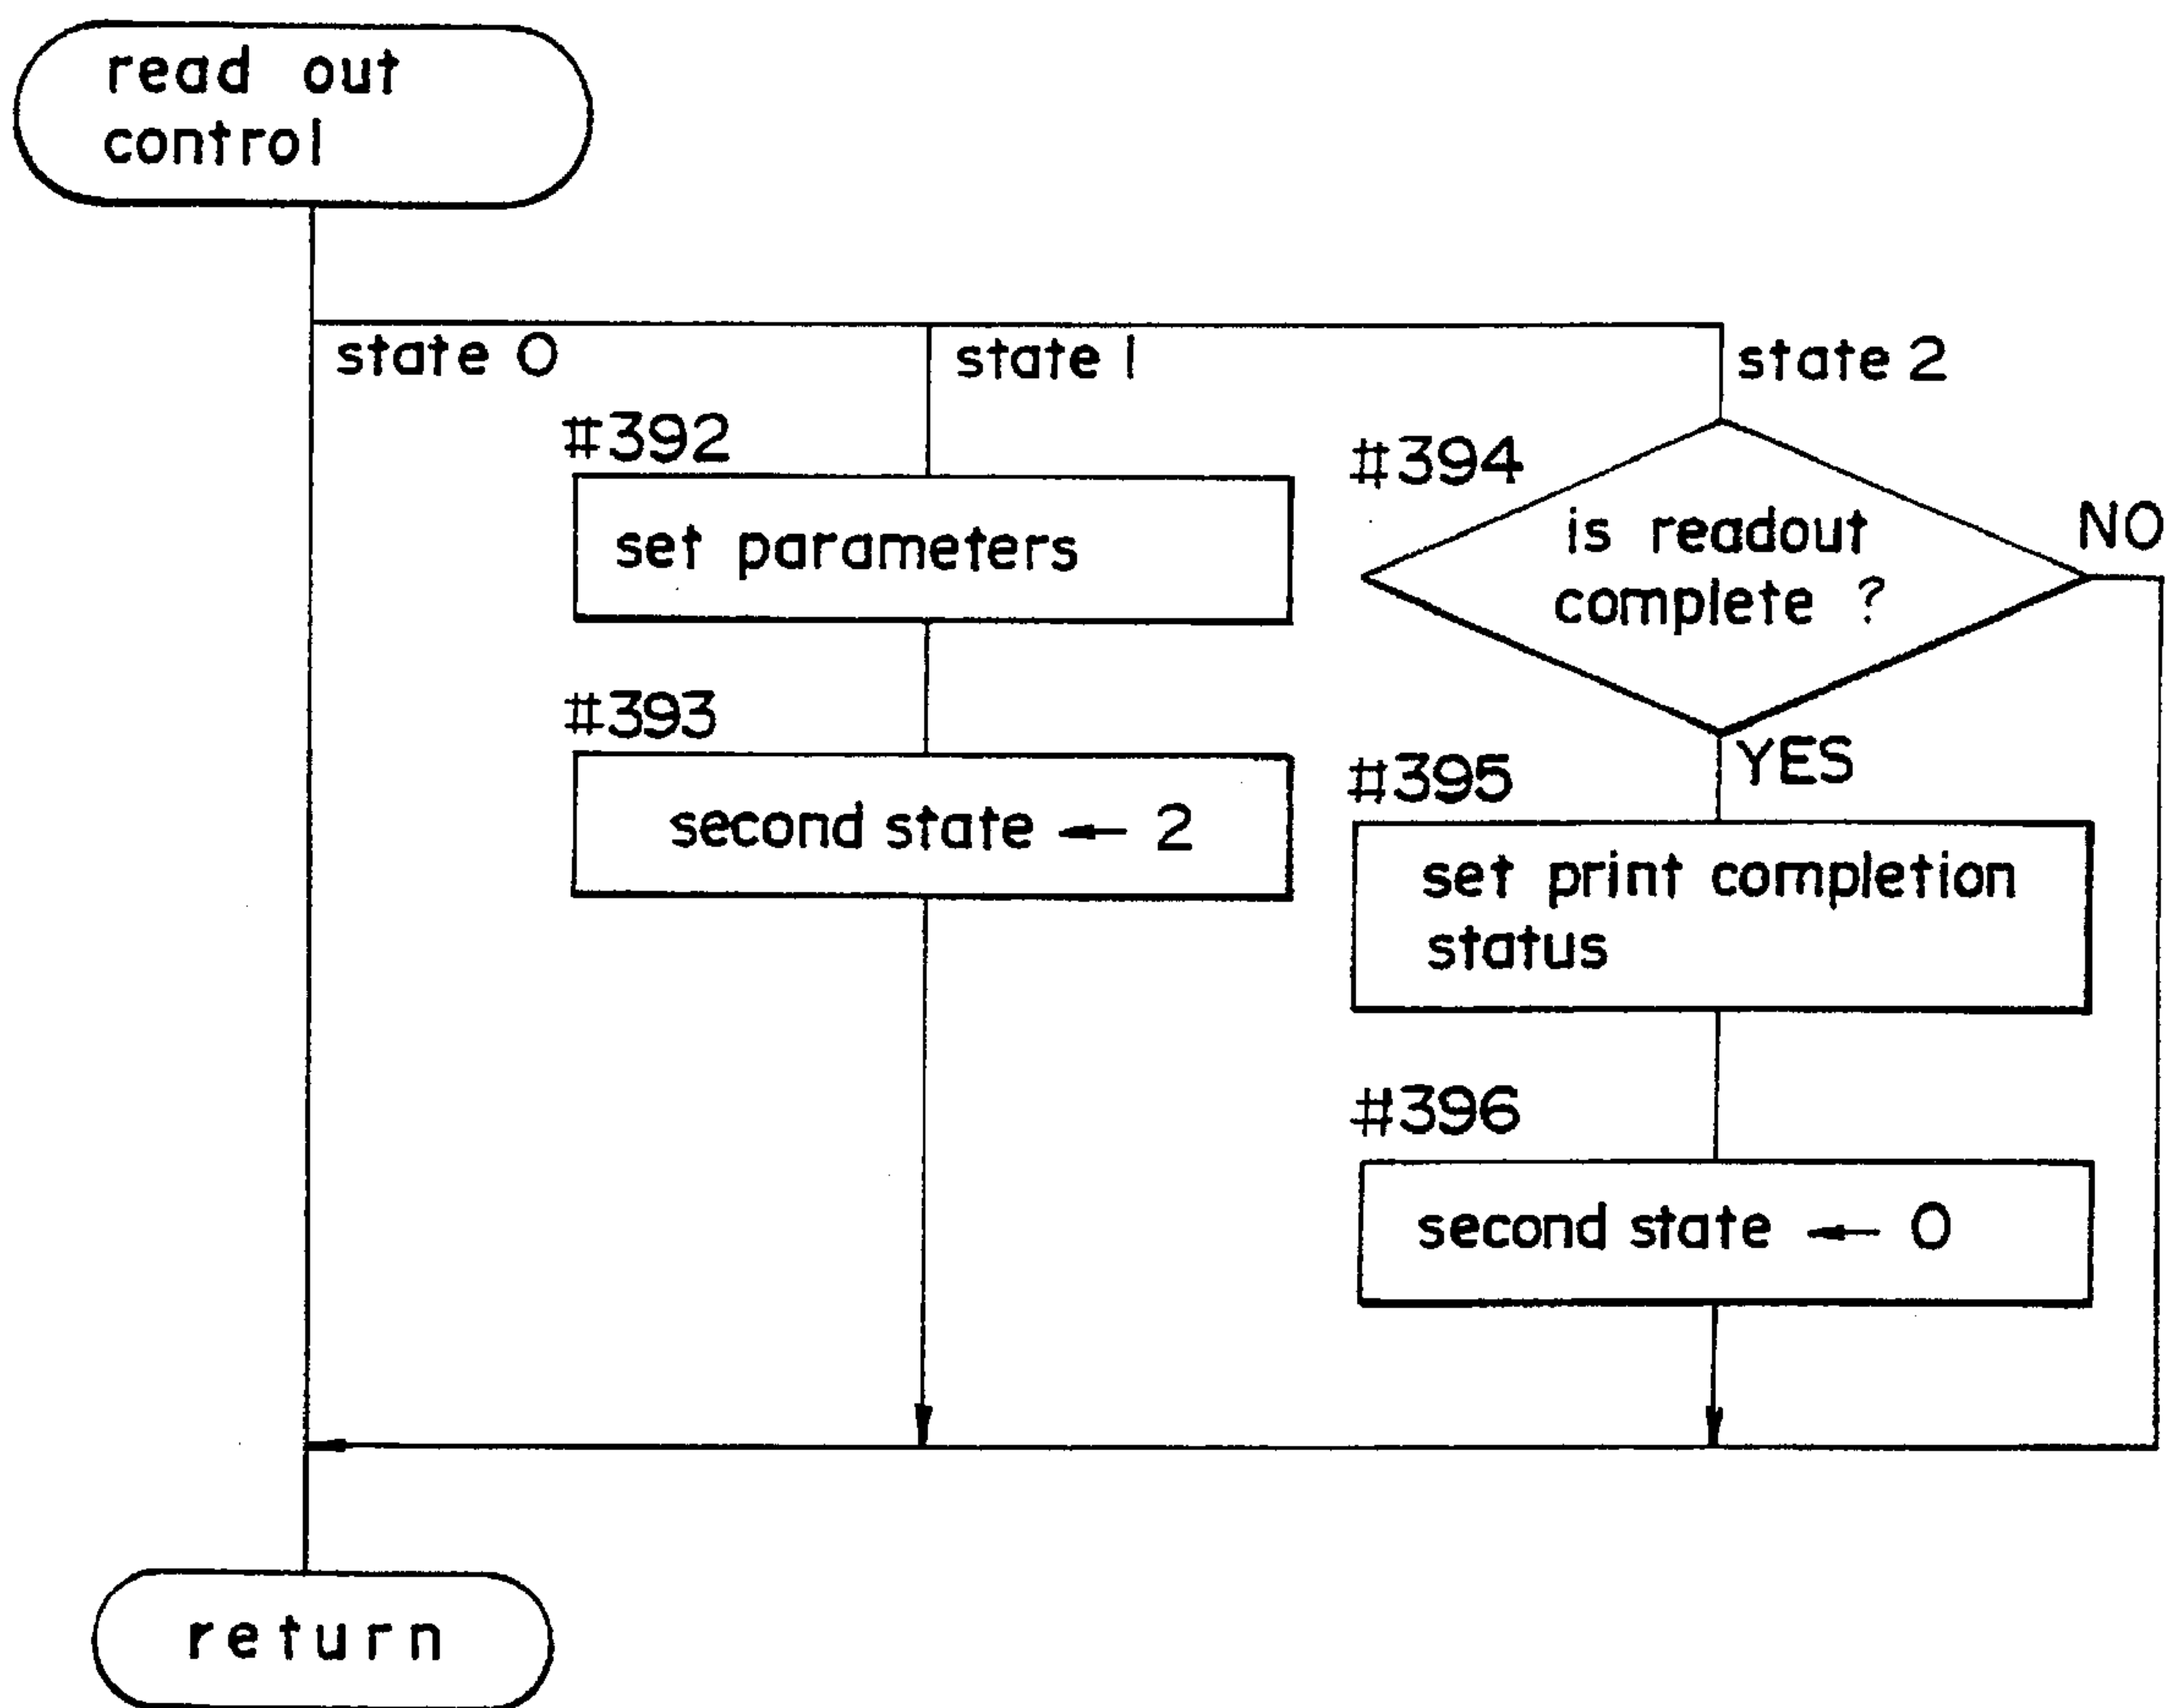 read out
control
state 0
state 1
state 2
#392
set parameters
#393
second state ← 2
#394
is readout
complete ?
NO
YES
#395
set print completion
status
#396
second state ← 0
return